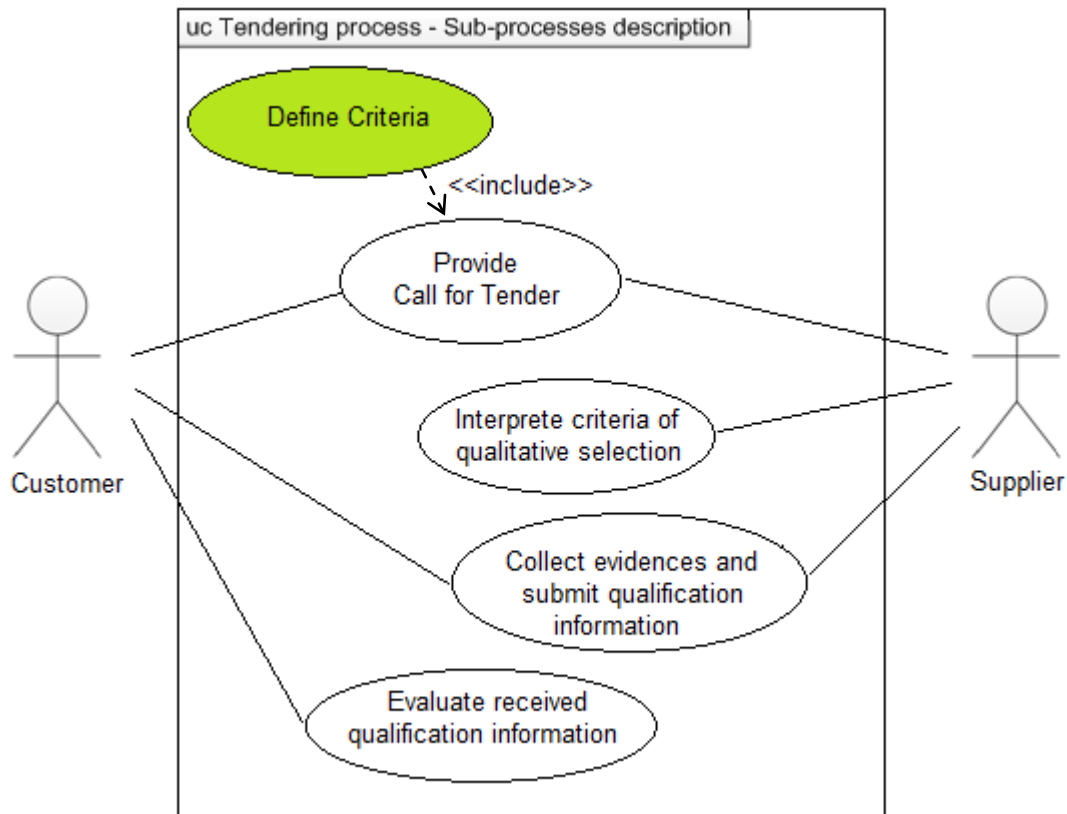 uc Tendering process - Sub-processes description
Define Criteria
<<include>>
Provide
Call for Tender
Interprete criteria of
qualitative selection
Customer
Supplier
Collect evidences and
submit qualification
information
Evaluate received
qualification information